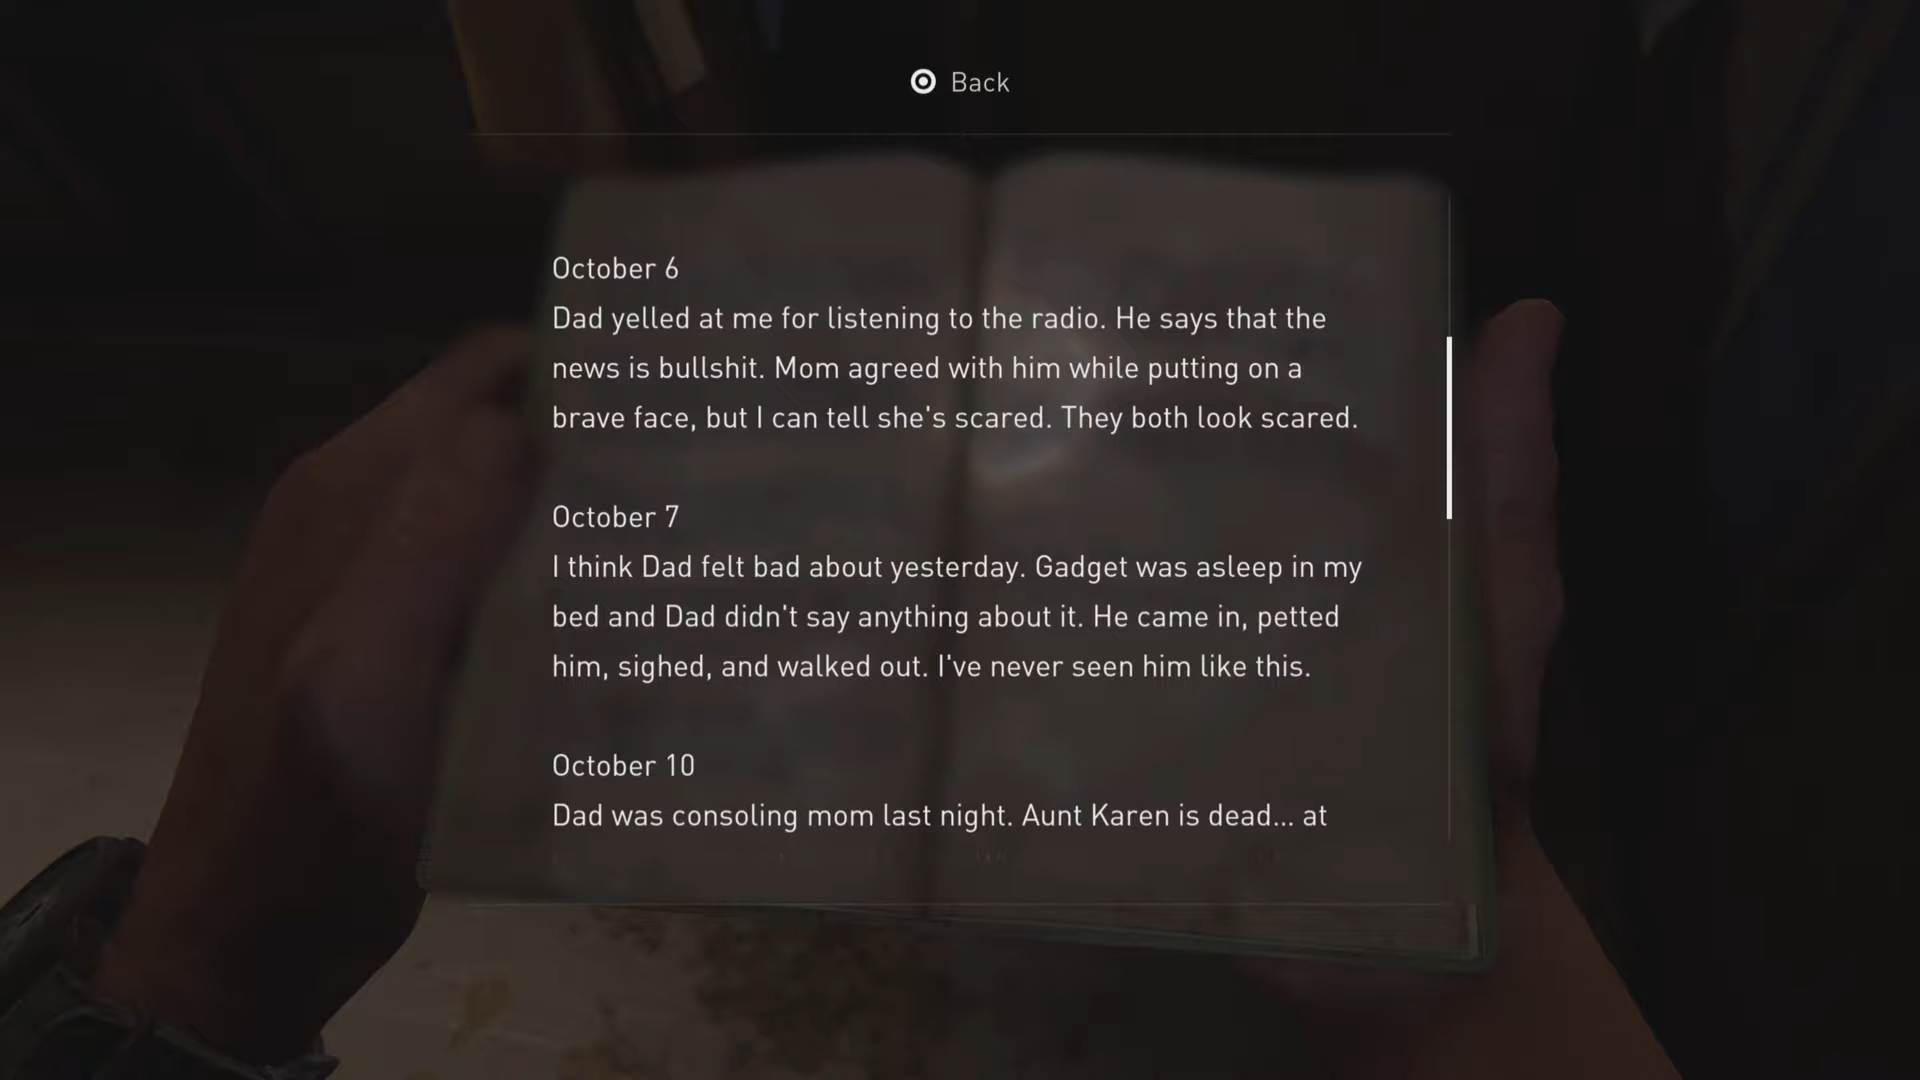 Back
October 6
Dad yelled at me for listening to the radio. He says that the
news is bullshit. Mom agreed with him while putting on a
brave face, but I can tell she's scared. They both look scared.
October 7
I think Dad felt bad about yesterday. Gadget was asleep in my
bed and Dad didn't say anything about it. He came in, petted
him, sighed, and walked out. I've never seen him like this.
October 10
Dad was consoling mom last night. Aunt Karen is dead... at